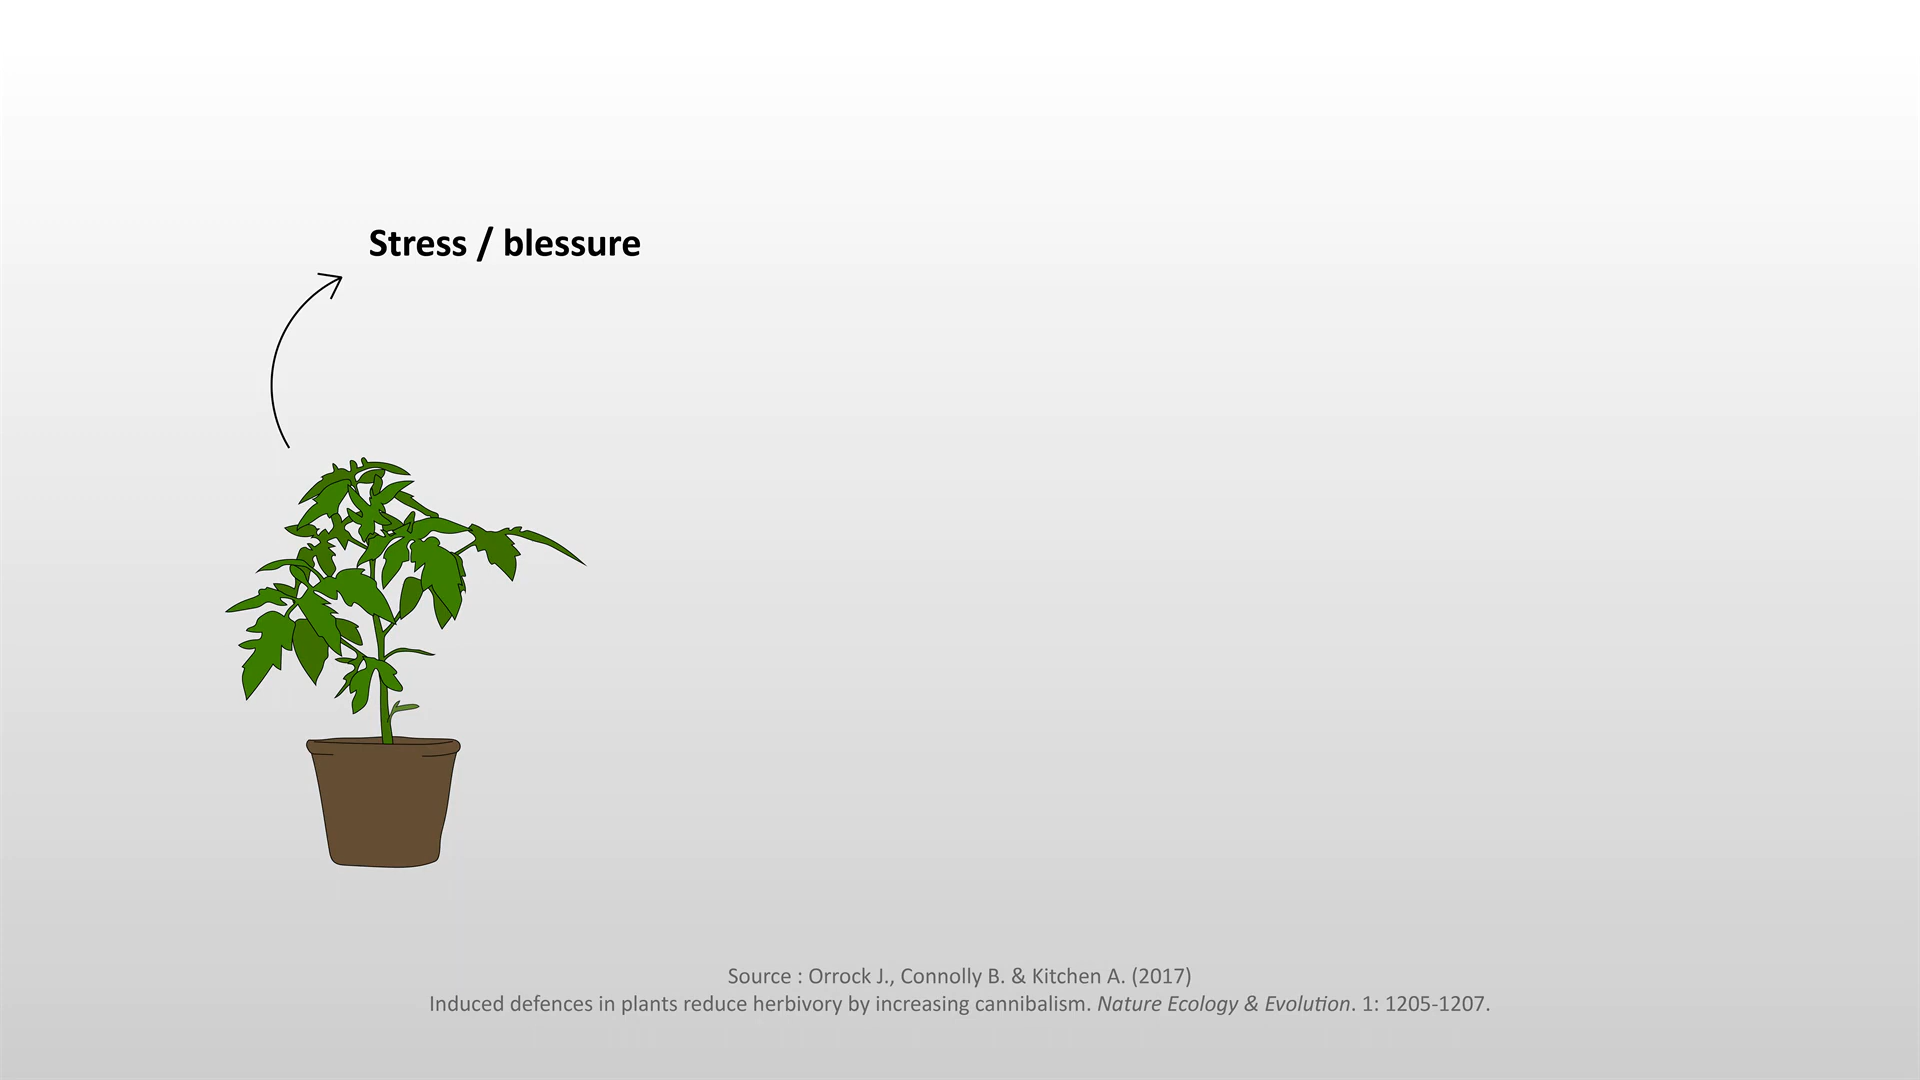 Stress / blessure
Source : Orrock J., Connolly B. & Kitchen A. (2017)
Induced defences in plants reduce herbivory by increasing cannibalism. Nature Ecology & Evolution. 1: 1205-1207.